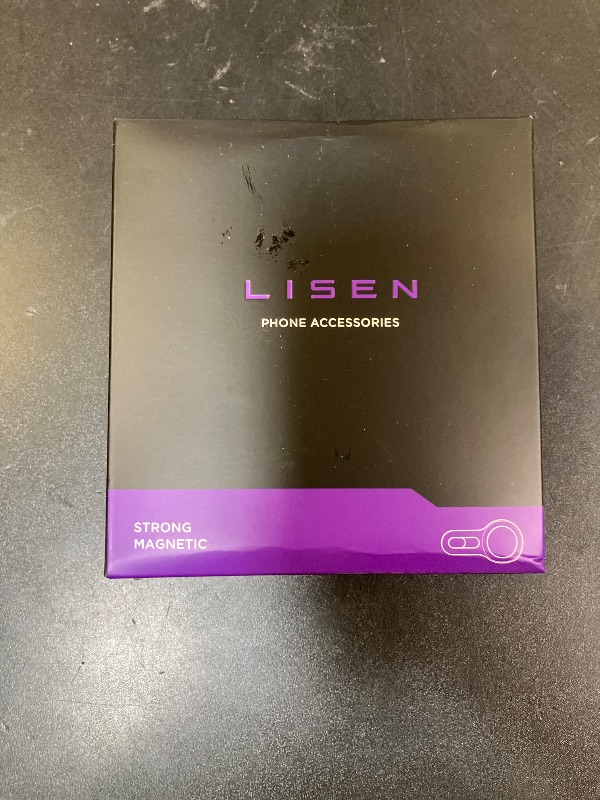 LISEN
PHONE ACCESSORIES
STRONG
MAGNETIC